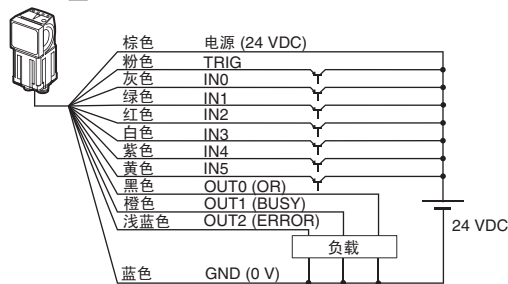 棕色 电源 (24 VDC)
粉色 TRIG
灰色 IN0
绿色 IN1
红色 IN2
白色 IN3
紫色 IN4
黄色 IN5
黑色 OUT0 (OR)
橙色 OUT1 (BUSY)
浅蓝色 OUT2 (ERROR)
24 VDC
负载
蓝色 GND (0 V)